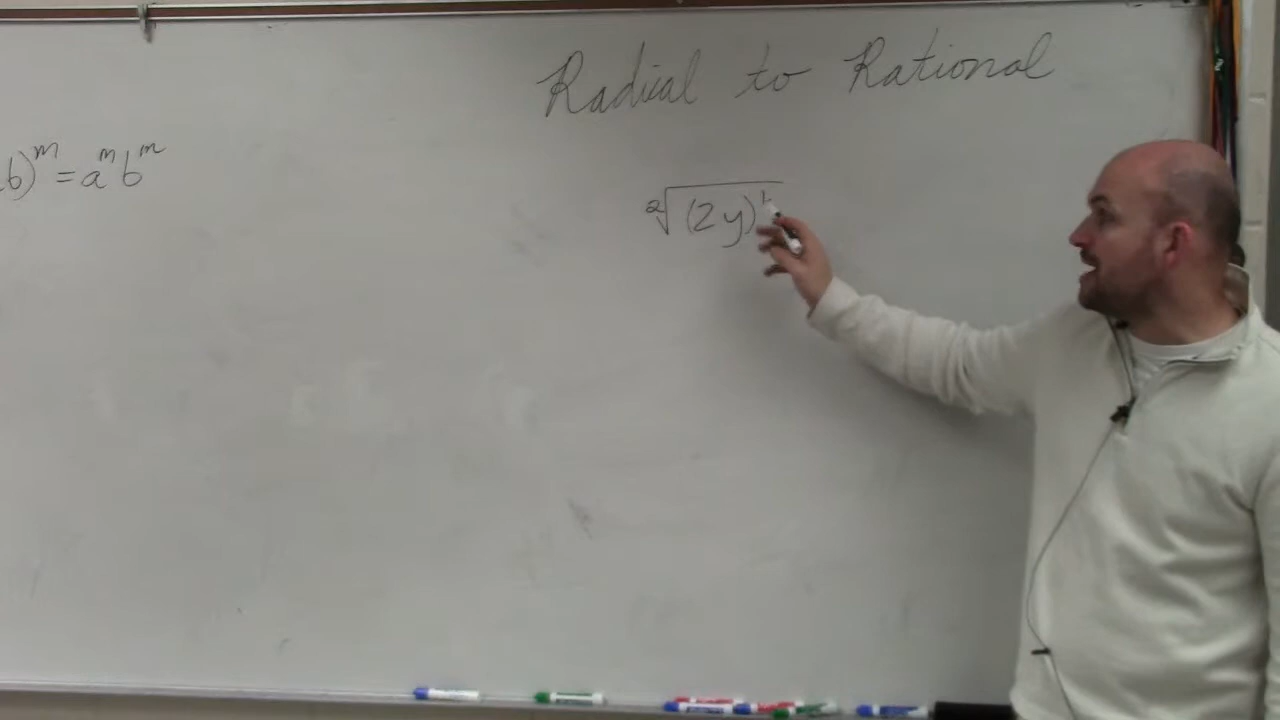 Radical to Rational
b)^m = a^m b^m
²√(2y)